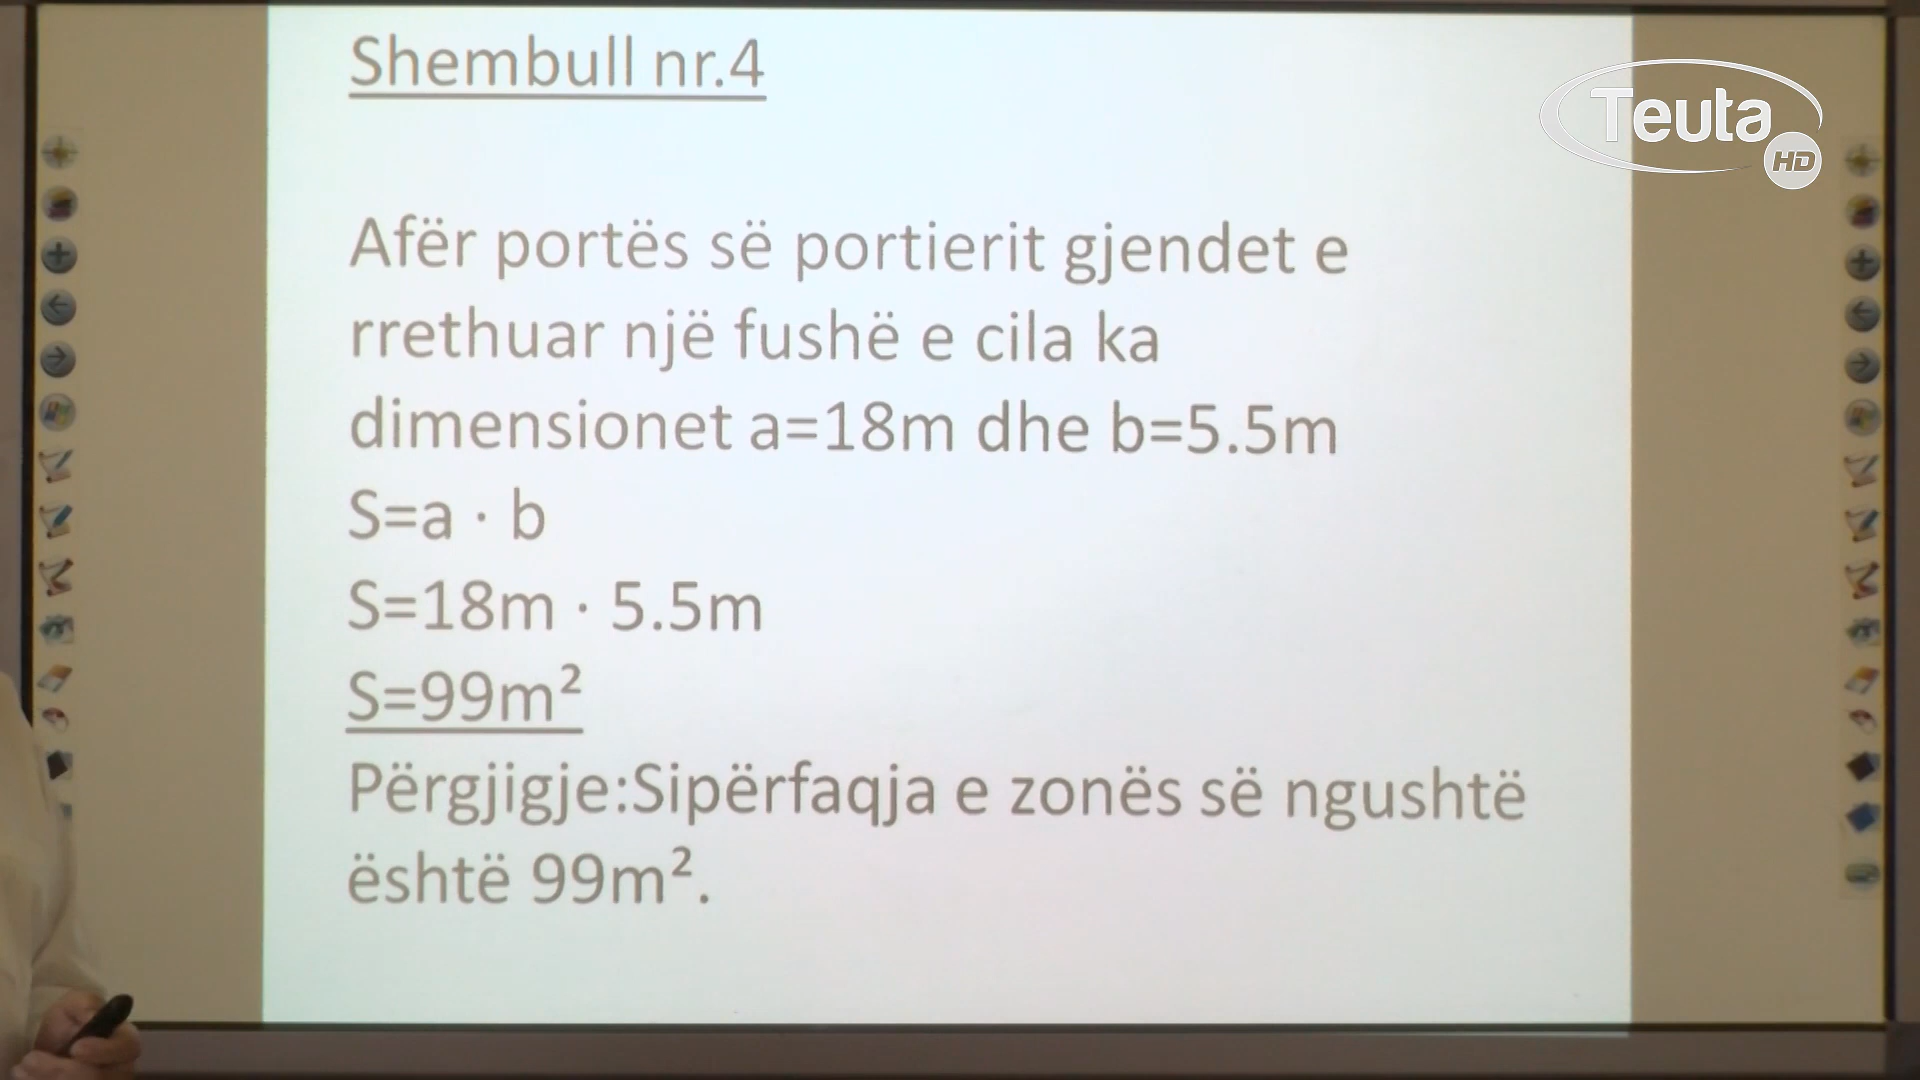 Shembull nr.4
Teuta
HD
Afër portës së portierit gjendet e
rrethuar një fushë e cila ka
dimensionet a=18m dhe b=5.5m
S=a · b
S=18m · 5.5m
S=99m²
Përgjigje:Sipërfaqja e zonës së ngushtë
është 99m².